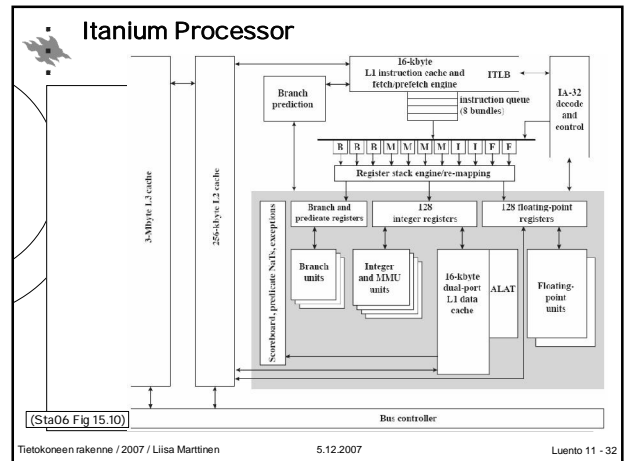 Itanium Processor
16-kbyte
L1 instruction cache and
fetch/prefetch engine
ITLB
Branch
prediction
instruction queue
(8 bundles)
IA-32
decode
and
control
B B B M M M M I I F F
Register stack engine/re-mapping
3-Mbyte L3 cache
256-kbyte L2 cache
Scoreboard, predicate NaTs, exceptions
Branch and
predicate registers
128
integer registers
128 floating-point
registers
Branch
units
Integer
and MMU
units
16-kbyte
dual-port
L1 data
cache
ALAT
Floating-
point
units
(Sta06 Fig 15.10)
Bus controller
Tietokoneen rakenne / 2007 / Liisa Marttinen
5.12.2007
Luento 11 - 32